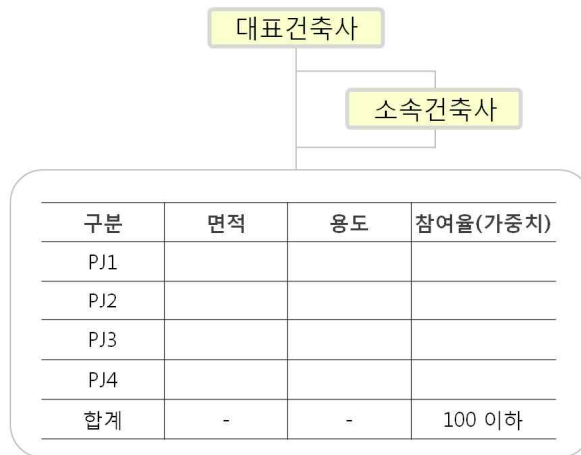 대표건축사
소속건축사
구분 면적 용도 참여율(가중치)
PJ1
PJ2
PJ3
PJ4
합계 - - 100 이하